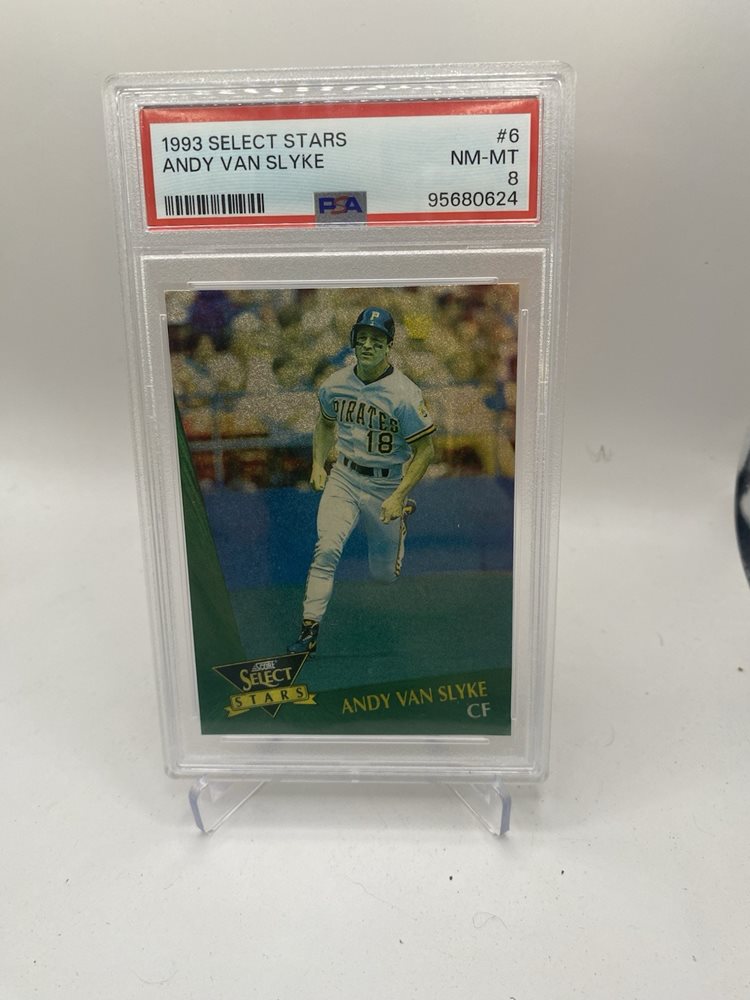 1993 SELECT STARS
#6
ANDY VAN SLYKE
NM-MT
8
PSA
95680624
P
PIRATES
18
SCORE
SELECT
STARS
ANDY VAN SLYKE
CF